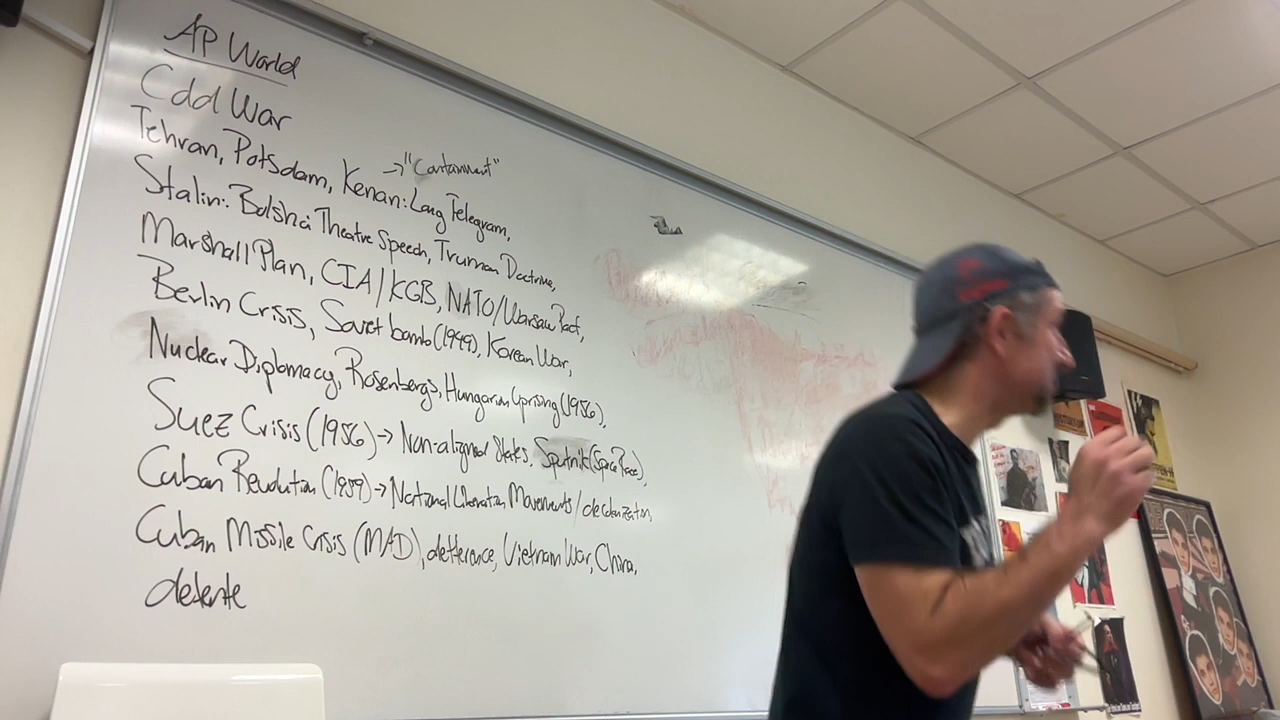 AP World
Cold War
→"Containment"
Tehran, Potsdam, Kenan: Long Telegram,
Stalin: Bolshoi Theatre Speech, Truman Doctrine,
Marshall Plan, CIA/KGB, NATO/Warsaw Pact,
Berlin Crisis, Soviet bomb (1949), Korean War,
Nuclear Diplomacy, Rosenbergs, Hungarian Uprising (1956),
Suez Crisis (1956) → Non-aligned States, Sputnik (Space Race),
Cuban Revolution (1959) → National Liberation Movements/decolonization,
Cuban Missile Crisis (MAD), detterence, Vietnam War, China,
detente